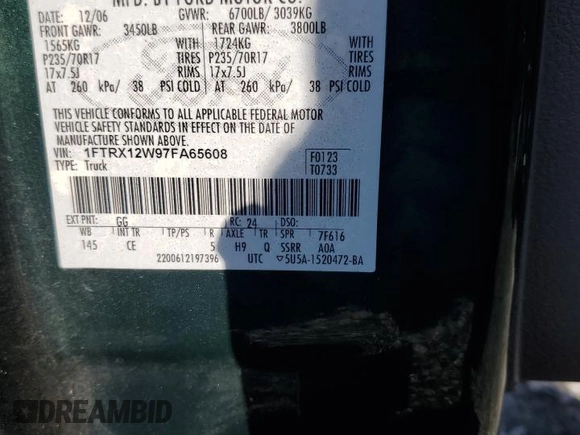 MFD. BY FORD MOTOR CO.
DATE: 12/06 GVWR: 6700LB/ 3039KG
FRONT GAWR: 3450LB REAR GAWR: 3800LB
1565KG WITH 1724KG WITH
P235/70R17 TIRES P235/70R17 TIRES
17x7.5J RIMS 17x7.5J RIMS
AT 260 kPa/ 38 PSI COLD AT 260 kPa/ 38 PSI COLD
THIS VEHICLE CONFORMS TO ALL APPLICABLE FEDERAL MOTOR
VEHICLE SAFETY STANDARDS IN EFFECT ON THE DATE OF
MANUFACTURE SHOWN ABOVE.
VIN: 1FTRX12W97FA65608 F0123
TYPE: Truck T0733
EXT PNT: GG RC: 24 DSO:
WB INT TR TP/PS R AXLE TR SPR 7F616
145 CE 5 H9 Q SSRR A0A
2200612197396 UTC ▽5U5A-1520472-BA
DREAMBID